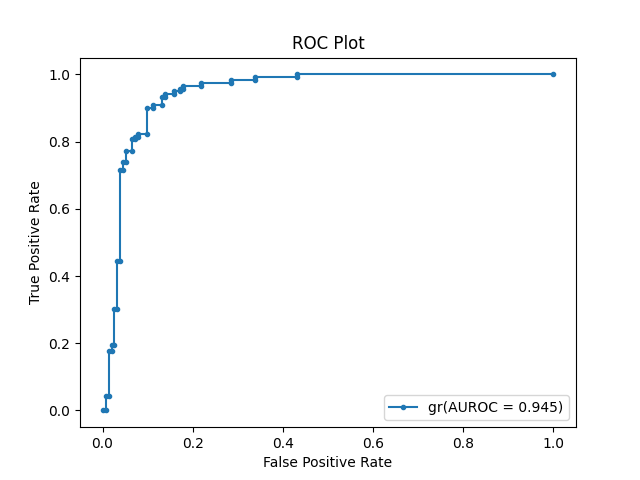 ROC Plot
True Positive Rate
1.0
0.8
0.6
0.4
0.2
0.0
gr(AUROC = 0.945)
0.0 0.2 0.4 0.6 0.8 1.0
False Positive Rate